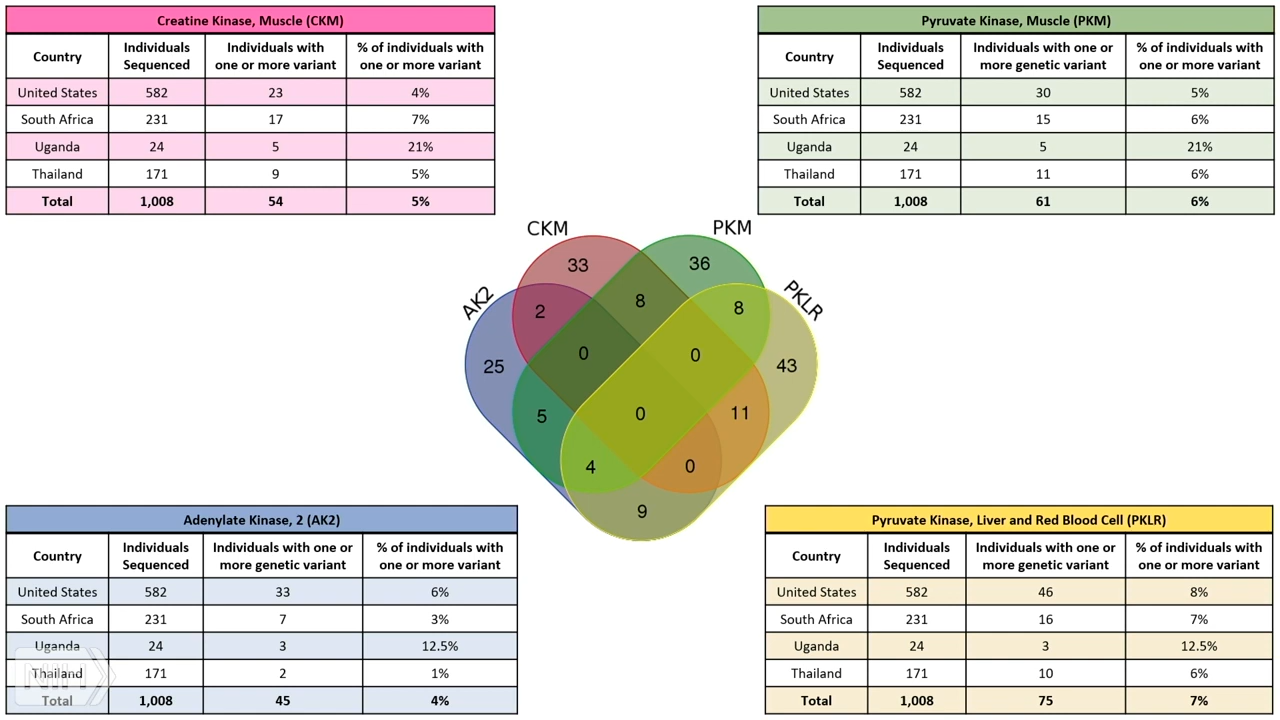 Creatine Kinase, Muscle (CKM)
Country Individuals Sequenced Individuals with one or more variant % of individuals with one or more variant
United States 582 23 4%
South Africa 231 17 7%
Uganda 24 5 21%
Thailand 171 9 5%
Total 1,008 54 5%
Pyruvate Kinase, Muscle (PKM)
Country Individuals Sequenced Individuals with one or more genetic variant % of individuals with one or more variant
United States 582 30 5%
South Africa 231 15 6%
Uganda 24 5 21%
Thailand 171 11 6%
Total 1,008 61 6%
CKM PKM
AK2 PKLR
33 36
2 8 8
25 0 0 43
5 0 11
4 0
9
Adenylate Kinase, 2 (AK2)
Country Individuals Sequenced Individuals with one or more genetic variant % of individuals with one or more variant
United States 582 33 6%
South Africa 231 7 3%
Uganda 24 3 12.5%
Thailand 171 2 1%
Total 1,008 45 4%
NIH
Pyruvate Kinase, Liver and Red Blood Cell (PKLR)
Country Individuals Sequenced Individuals with one or more genetic variant % of individuals with one or more variant
United States 582 46 8%
South Africa 231 16 7%
Uganda 24 3 12.5%
Thailand 171 10 6%
Total 1,008 75 7%